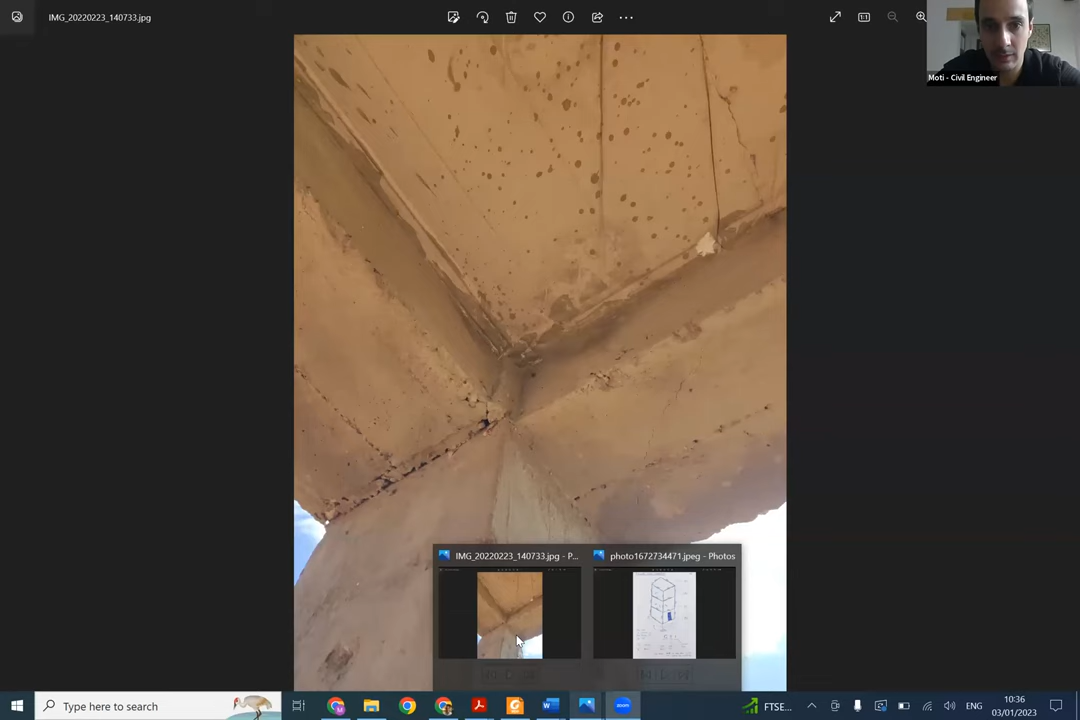 IMG_20220223_140733.jpg
Moti - Civil Engineer
IMG_20220223_140733.jpg - P...
photo1672734471.jpeg - Photos
Type here to search
FTSE...
ENG
10:36
03/01/2023